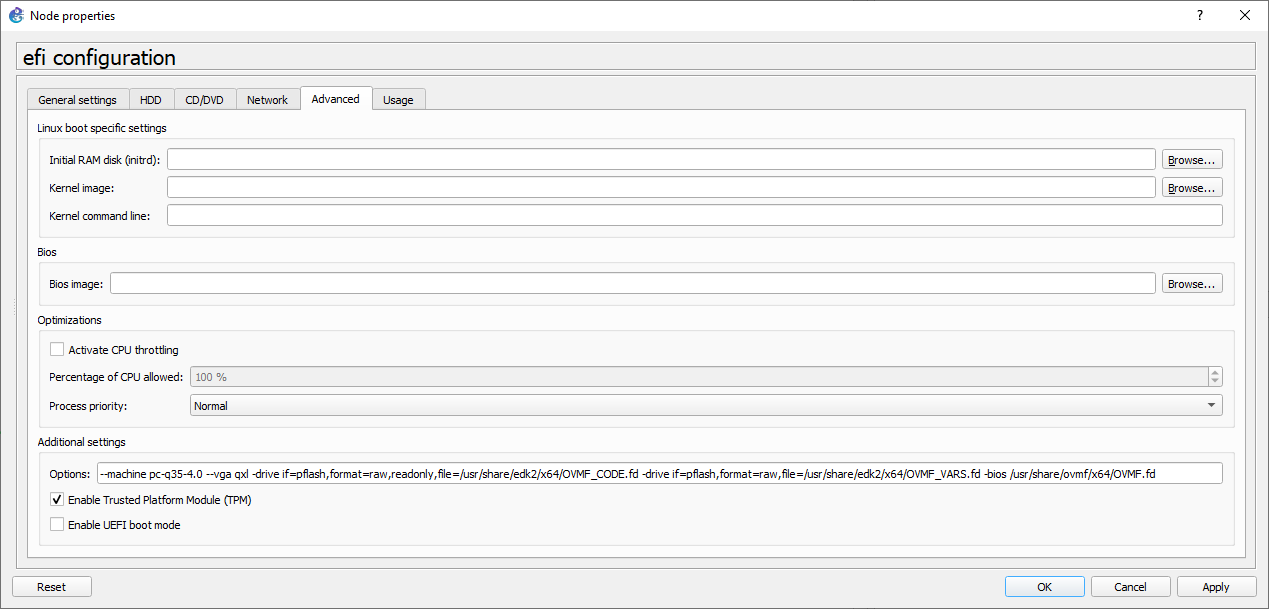 Node properties
?
efi configuration
General settings HDD CD/DVD Network Advanced Usage
Linux boot specific settings
Initial RAM disk (initrd): Browse...
Kernel image: Browse...
Kernel command line:
Bios
Bios image: Browse...
Optimizations
Activate CPU throttling
Percentage of CPU allowed: 100 %
Process priority: Normal
Additional settings
Options: --machine pc-q35-4.0 --vga qxl -drive if=pflash,format=raw,readonly,file=/usr/share/edk2/x64/OVMF_CODE.fd -drive if=pflash,format=raw,file=/usr/share/edk2/x64/OVMF_VARS.fd -bios /usr/share/ovmf/x64/OVMF.fd
Enable Trusted Platform Module (TPM)
Enable UEFI boot mode
Reset OK Cancel Apply